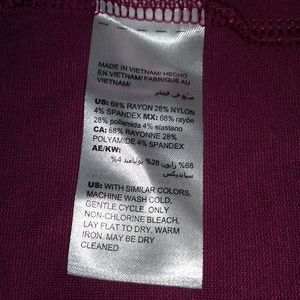 MADE IN VIETNAM/ HECHO
EN VIETNAM/ FABRIQUÉ AU
VIETNAM/
صنع في فيتنام
US: 68% RAYON 28% NYLON
4% SPANDEX MX: 68% rayón
28% poliamida 4% elastano
CA: 68% RAYONNE 28%
POLYAMIDE 4% SPANDEX
AE/KW:
68% رايون 28% بولياميد 4%
سبانديكس
US: WITH SIMILAR COLORS,
MACHINE WASH COLD,
GENTLE CYCLE. ONLY
NON-CHLORINE BLEACH.
LAY FLAT TO DRY. WARM
IRON. MAY BE DRY
CLEANED